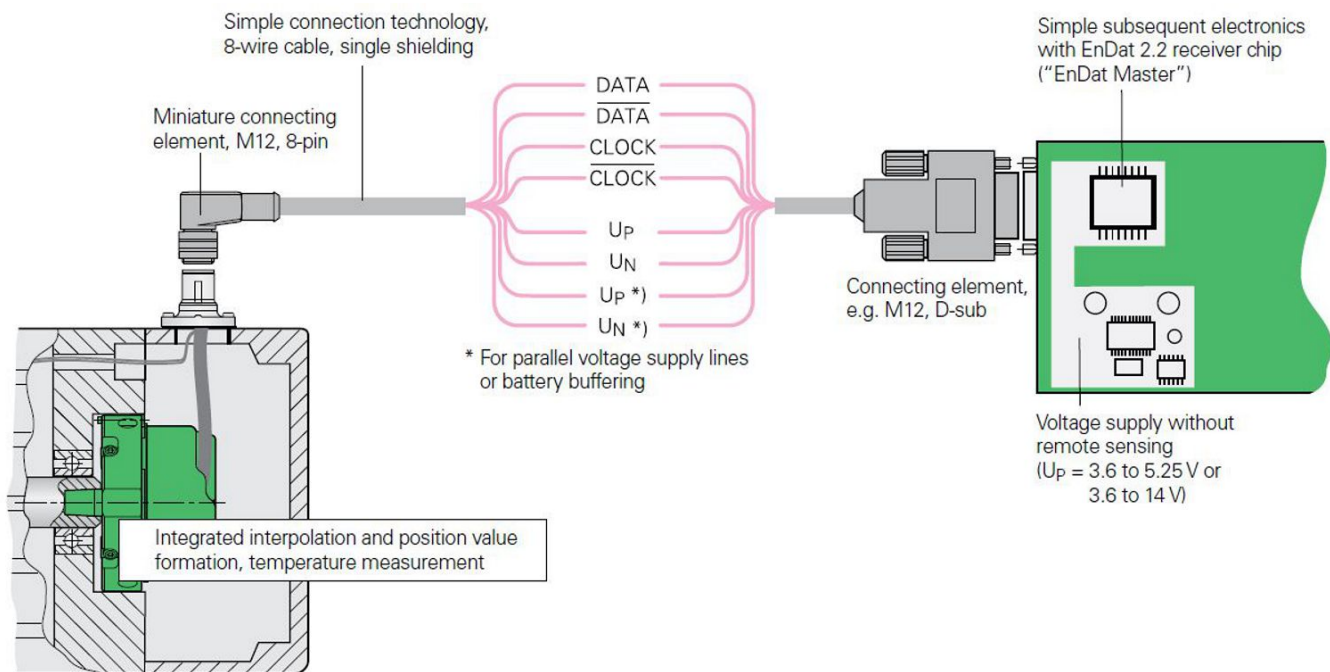 Simple connection technology,
8-wire cable, single shielding
Miniature connecting
element, M12, 8-pin
DATA
D̅A̅T̅A̅
CLOCK
C̅L̅O̅C̅K̅
UP
UN
UP *)
UN *)
* For parallel voltage supply lines
or battery buffering
Simple subsequent electronics
with EnDat 2.2 receiver chip
(“EnDat Master”)
Connecting element,
e.g. M12, D-sub
Voltage supply without
remote sensing
(UP = 3.6 to 5.25 V or
3.6 to 14 V)
Integrated interpolation and position value
formation, temperature measurement